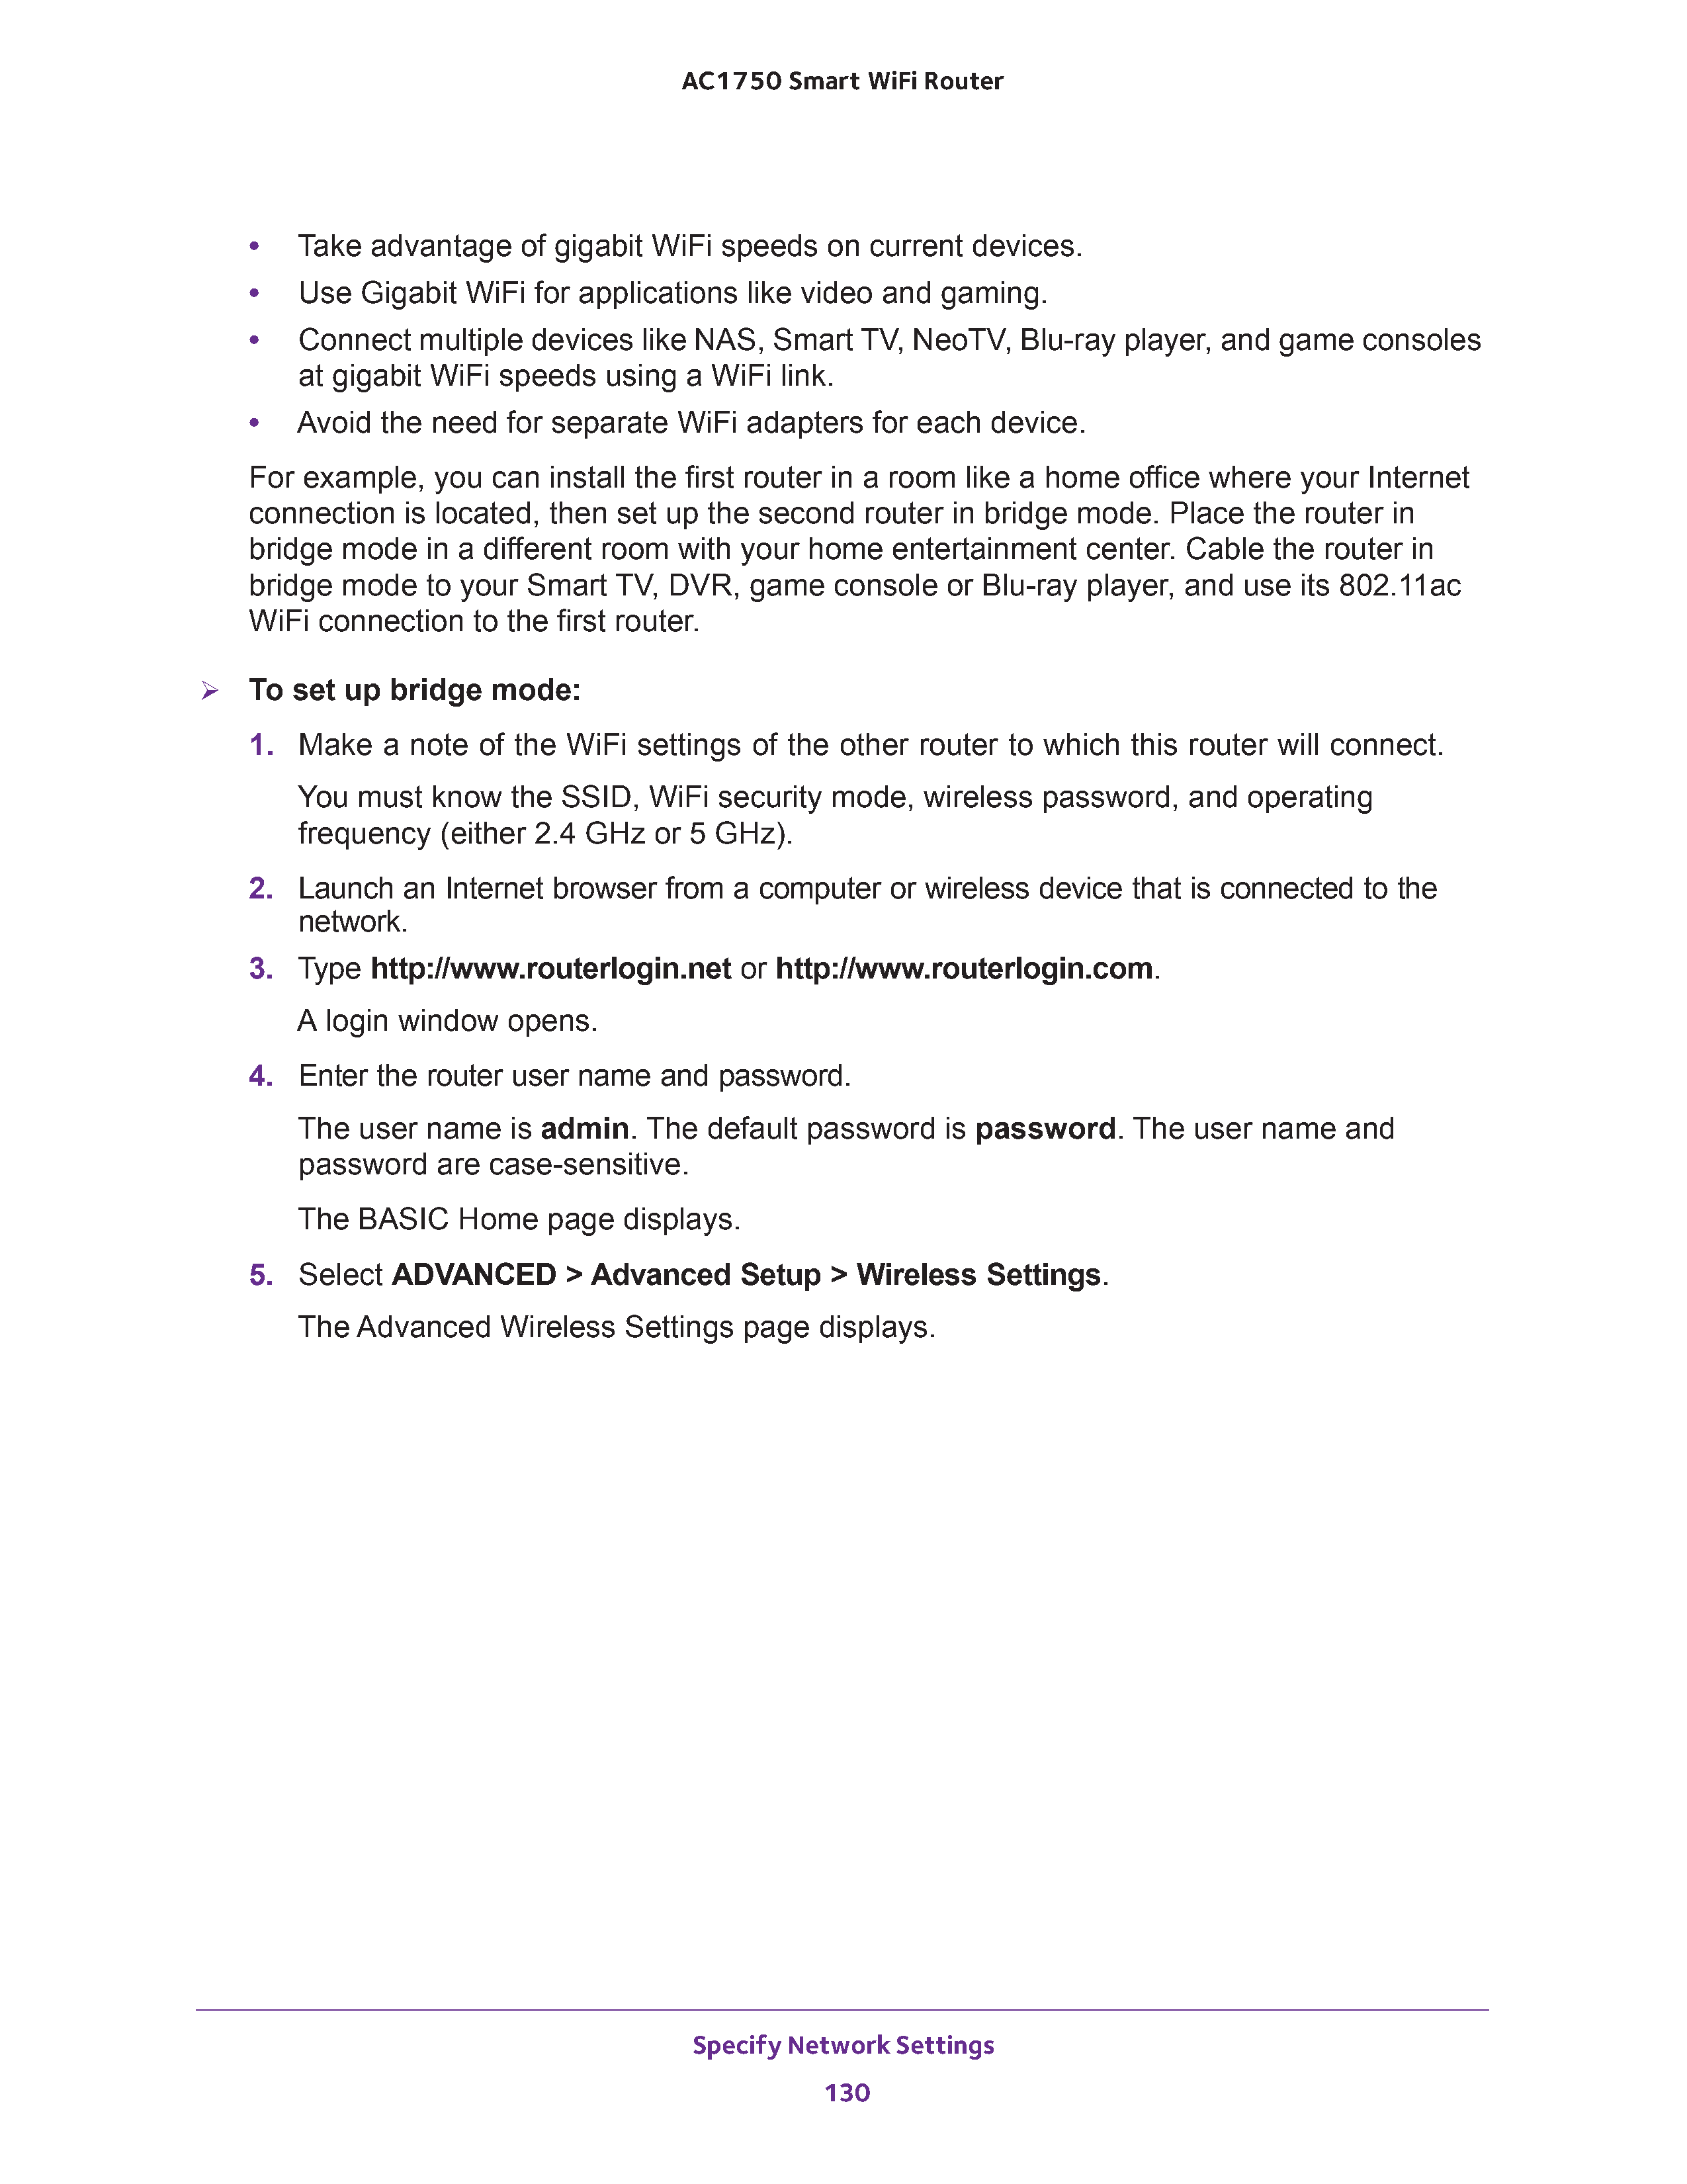 AC1750 Smart WiFi Router
• Take advantage of gigabit WiFi speeds on current devices.
• Use Gigabit WiFi for applications like video and gaming.
• Connect multiple devices like NAS, Smart TV, NeoTV, Blu-ray player, and game consoles
at gigabit WiFi speeds using a WiFi link.
• Avoid the need for separate WiFi adapters for each device.
For example, you can install the first router in a room like a home office where your Internet
connection is located, then set up the second router in bridge mode. Place the router in
bridge mode in a different room with your home entertainment center. Cable the router in
bridge mode to your Smart TV, DVR, game console or Blu-ray player, and use its 802.11ac
WiFi connection to the first router.
➢ To set up bridge mode:
1. Make a note of the WiFi settings of the other router to which this router will connect.
You must know the SSID, WiFi security mode, wireless password, and operating
frequency (either 2.4 GHz or 5 GHz).
2. Launch an Internet browser from a computer or wireless device that is connected to the
network.
3. Type http://www.routerlogin.net or http://www.routerlogin.com.
A login window opens.
4. Enter the router user name and password.
The user name is admin. The default password is password. The user name and
password are case-sensitive.
The BASIC Home page displays.
5. Select ADVANCED > Advanced Setup > Wireless Settings.
The Advanced Wireless Settings page displays.
Specify Network Settings
130